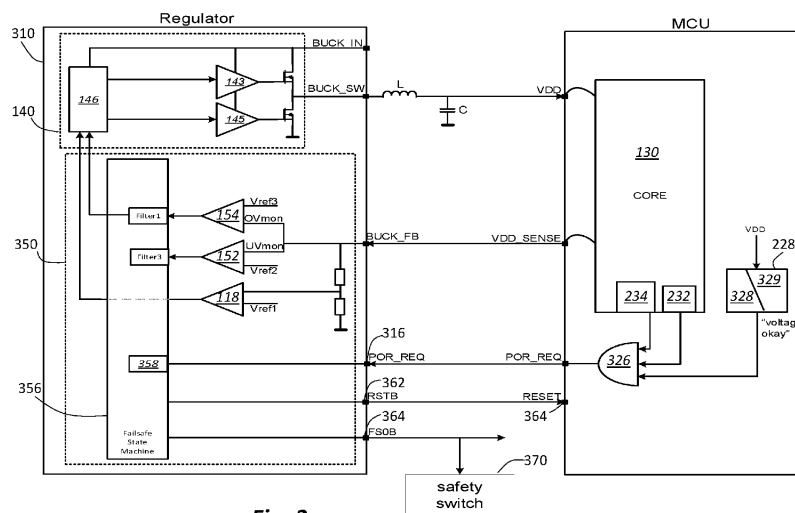 Regulator
MCU
310
BUCK_IN
146
143
BUCK_SW
L
VDD
145
C
140
130
CORE
Vref3
Filter1
154
OVmon
350
BUCK_FB
VDD_SENSE
VDD
UVmon
Filter3
152
228
Vref2
329
234
232
328
118
Vref1
316
358
POR_REQ
POR_REQ
326
356
362
RSTB
RESET
364
364
Failsafe
State
Machine
FS0B
370
safety
switch